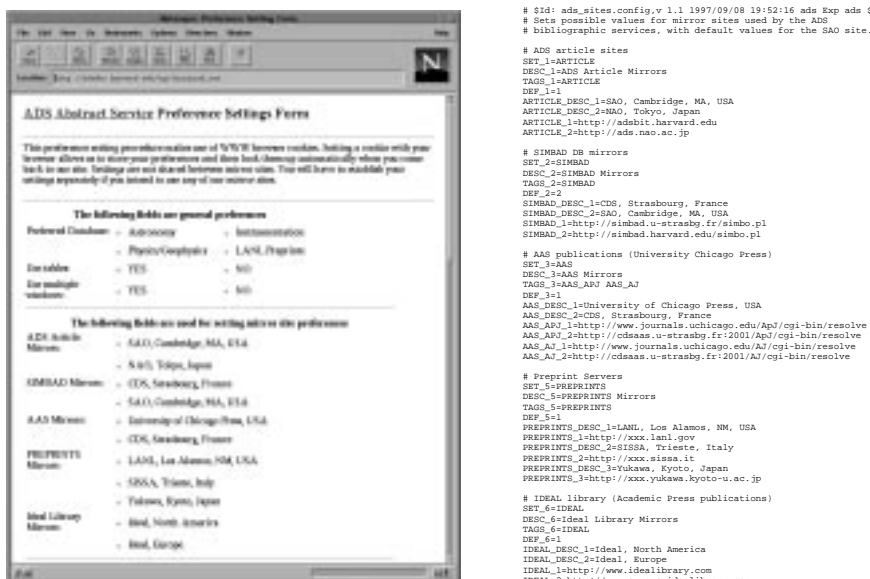 Netscape: Preference Setting Form
File Edit View Go Bookmarks Options Directory Window Help
ADS Abstract Service Preference Settings Form
This preference setting procedure makes use of WWW browser cookies. Setting a cookie with your
browser allows us to store your preferences and then look them up automatically when you come
back to our site. Settings are not shared between mirror sites. You will have to establish your
settings separately if you intend to use any of our mirror sites.
The following fields are general preferences
Preferred Database Astronomy Instrumentation
Physics/Geophysics LANL Preprints
Use tables YES NO
Use multiple windows: YES NO
The following fields are used for setting mirror site preferences
ADS Article Mirrors: SAO, Cambridge, MA, USA
NAO, Tokyo, Japan
SIMBAD Mirrors: CDS, Strasbourg, France
SAO, Cambridge, MA, USA
AAS Mirrors: University of Chicago Press, USA
CDS, Strasbourg, France
PREPRINTS Mirrors: LANL, Los Alamos, NM, USA
SISSA, Trieste, Italy
Yukawa, Kyoto, Japan
Ideal Library Mirrors: Ideal, North America
Ideal, Europe
# $Id: ads_sites.config,v 1.1 1997/09/08 19:52:16 ads Exp ads $
# Sets possible values for mirror sites used by the ADS
# bibliographic services, with default values for the SAO site.
# ADS article sites
SET_1=ARTICLE
DESC_1=ADS Article Mirrors
TAGS_1=ARTICLE
DEF_1=1
ARTICLE_DESC_1=SAO, Cambridge, MA, USA
ARTICLE_DESC_2=NAO, Tokyo, Japan
ARTICLE_1=http://adsbit.harvard.edu
ARTICLE_2=http://ads.nao.ac.jp
# SIMBAD DB mirrors
SET_2=SIMBAD
DESC_2=SIMBAD Mirrors
TAGS_2=SIMBAD
DEF_2=2
SIMBAD_DESC_1=CDS, Strasbourg, France
SIMBAD_DESC_2=SAO, Cambridge, MA, USA
SIMBAD_1=http://simbad.u-strasbg.fr/simbo.pl
SIMBAD_2=http://simbad.harvard.edu/simbo.pl
# AAS publications (University Chicago Press)
SET_3=AAS
DESC_3=AAS Mirrors
TAGS_3=AAS_APJ AAS_AJ
DEF_3=1
AAS_DESC_1=University of Chicago Press, USA
AAS_DESC_2=CDS, Strasbourg, France
AAS_APJ_1=http://www.journals.uchicago.edu/ApJ/cgi-bin/resolve
AAS_APJ_2=http://cdsaas.u-strasbg.fr:2001/ApJ/cgi-bin/resolve
AAS_AJ_1=http://www.journals.uchicago.edu/AJ/cgi-bin/resolve
AAS_AJ_2=http://cdsaas.u-strasbg.fr:2001/AJ/cgi-bin/resolve
# Preprint Servers
SET_5=PREPRINTS
DESC_5=PREPRINTS Mirrors
TAGS_5=PREPRINTS
DEF_5=1
PREPRINTS_DESC_1=LANL, Los Alamos, NM, USA
PREPRINTS_1=http://xxx.lanl.gov
PREPRINTS_DESC_2=SISSA, Trieste, Italy
PREPRINTS_2=http://xxx.sissa.it
PREPRINTS_DESC_3=Yukawa, Kyoto, Japan
PREPRINTS_3=http://xxx.yukawa.kyoto-u.ac.jp
# IDEAL library (Academic Press publications)
SET_6=IDEAL
DESC_6=Ideal Library Mirrors
TAGS_6=IDEAL
DEF_6=1
IDEAL_DESC_1=Ideal, North America
IDEAL_DESC_2=Ideal, Europe
IDEAL_1=http://www.idealibrary.com